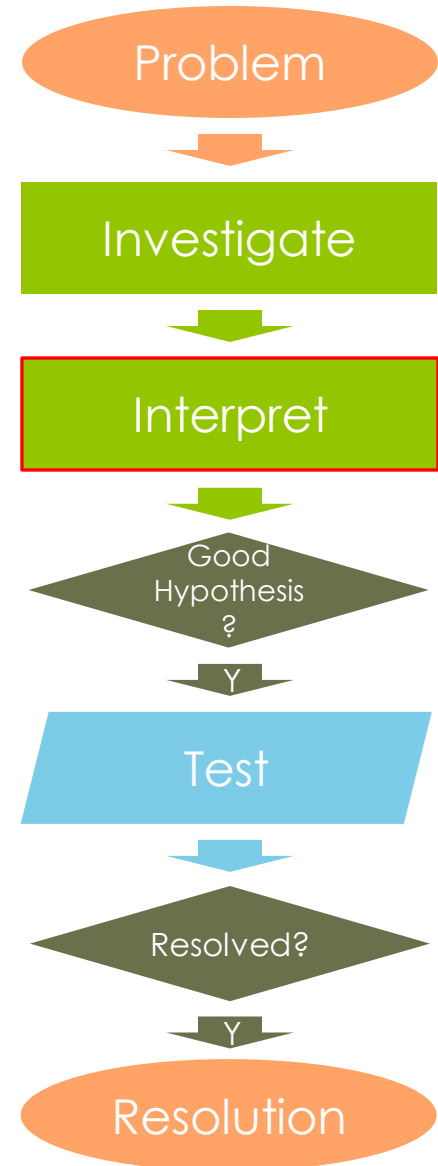 Problem
Investigate
Interpret
Good
Hypothesis
?
Y
Test
Resolved?
Y
Resolution